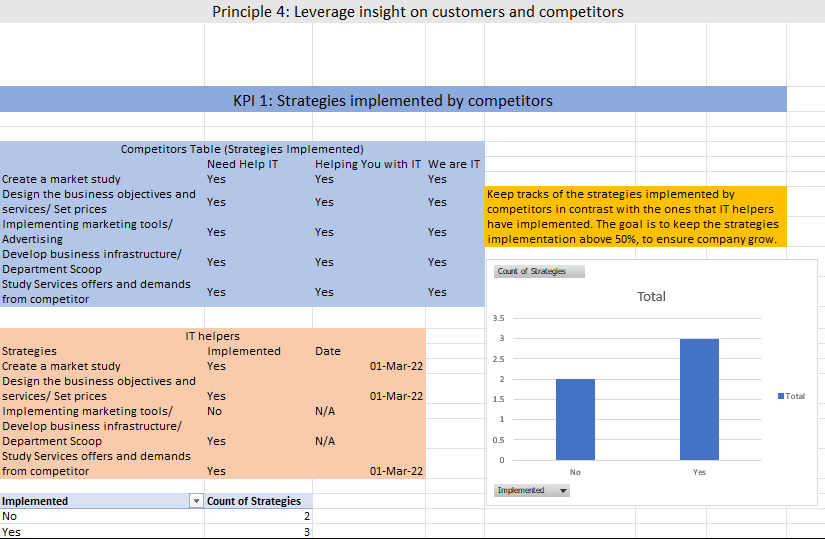 Principle 4: Leverage insight on customers and competitors
KPI 1: Strategies implemented by competitors
Competitors Table (Strategies Implemented)
Need Help IT Helping You with IT We are IT
Create a market study Yes Yes Yes
Design the business objectives and
services/ Set prices Yes Yes Yes
Implementing marketing tools/
Advertising Yes Yes Yes
Develop business infrastructure/
Department Scoop Yes Yes Yes
Study Services offers and demands
from competitor Yes Yes Yes
Keep tracks of the strategies implemented by
competitors in contrast with the ones that IT helpers
have implemented. The goal is to keep the strategies
implementation above 50%, to ensure company grow.
IT helpers
Strategies Implemented Date
Create a market study Yes 01-Mar-22
Design the business objectives and
services/ Set prices Yes 01-Mar-22
Implementing marketing tools/ No N/A
Develop business infrastructure/
Department Scoop Yes N/A
Study Services offers and demands
from competitor Yes 01-Mar-22
Implemented Count of Strategies
No 2
Yes 3
Count of Strategies
Total
3.5
3
2.5
2
1.5
1
0.5
0
No Yes
Total
Implemented